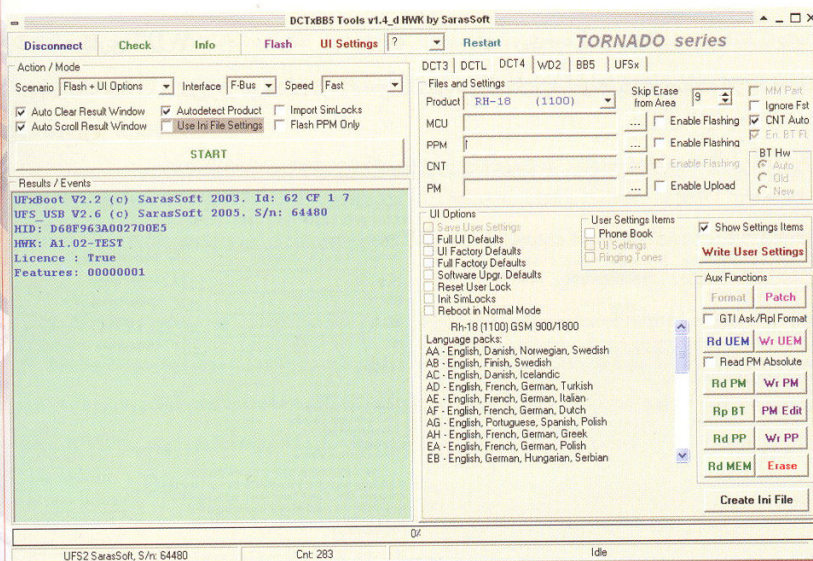 DCTxBB5 Tools v1.4_d HWK by SarasSoft
Disconnect Check Info Flash UI Settings ? Restart TORNADO series
Action / Mode
Scenario Flash + UI Options Interface F-Bus Speed Fast
Auto Clear Result Window Autodetect Product Import SimLocks
Auto Scroll Result Window Use Ini File Settings Flash PPM Only
START
Results / Events
UFxBoot V2.2 (c) SarasSoft 2003. Id: 62 CF 1 7
UFS_USB V2.6 (c) SarasSoft 2005. S/n: 64480
HID: D68F963A002700E5
HWK: A1.02-TEST
Licence : True
Features: 00000001
DCT3 DCTL DCT4 WD2 BB5 UFSx
Files and Settings
Product RH-18 (1100) Skip Erase from Area 9
MM Part
Ignore Fst
MCU ... Enable Flashing CNT Auto
PPM ... Enable Flashing En. BT Fl.
CNT ... Enable Flashing
PM ... Enable Upload
BT Hw
Auto
Old
New
UI Options
Save User Settings
Full UI Defaults
UI Factory Defaults
Full Factory Defaults
Software Upgr. Defaults
Reset User Lock
Init SimLocks
Reboot in Normal Mode
User Settings Items
Phone Book
UI Settings
Ringing Tones
Show Settings Items
Write User Settings
Rh-18 (1100) GSM 900/1800
Language packs:
AA - English, Danish, Norwegian, Swedish
AB - English, Finish, Swedish
AC - English, Danish, Icelandic
AD - English, French, German, Turkish
AE - English, French, German, Italian
AF - English, French, German, Dutch
AG - English, Portuguese, Spanish, Polish
AH - English, French, German, Greek
EA - English, French, German, Polish
EB - English, German, Hungarian, Serbian
Aux Functions
Format Patch
GTI Ask/Rpl Format
Rd UEM Wr UEM
Read PM Absolute
Rd PM Wr PM
Rp BT PM Edit
Rd PP Wr PP
Rd MEM Erase
Create Ini File
0%
UFS2 SarasSoft, S/n: 64480 Cnt: 283 Idle